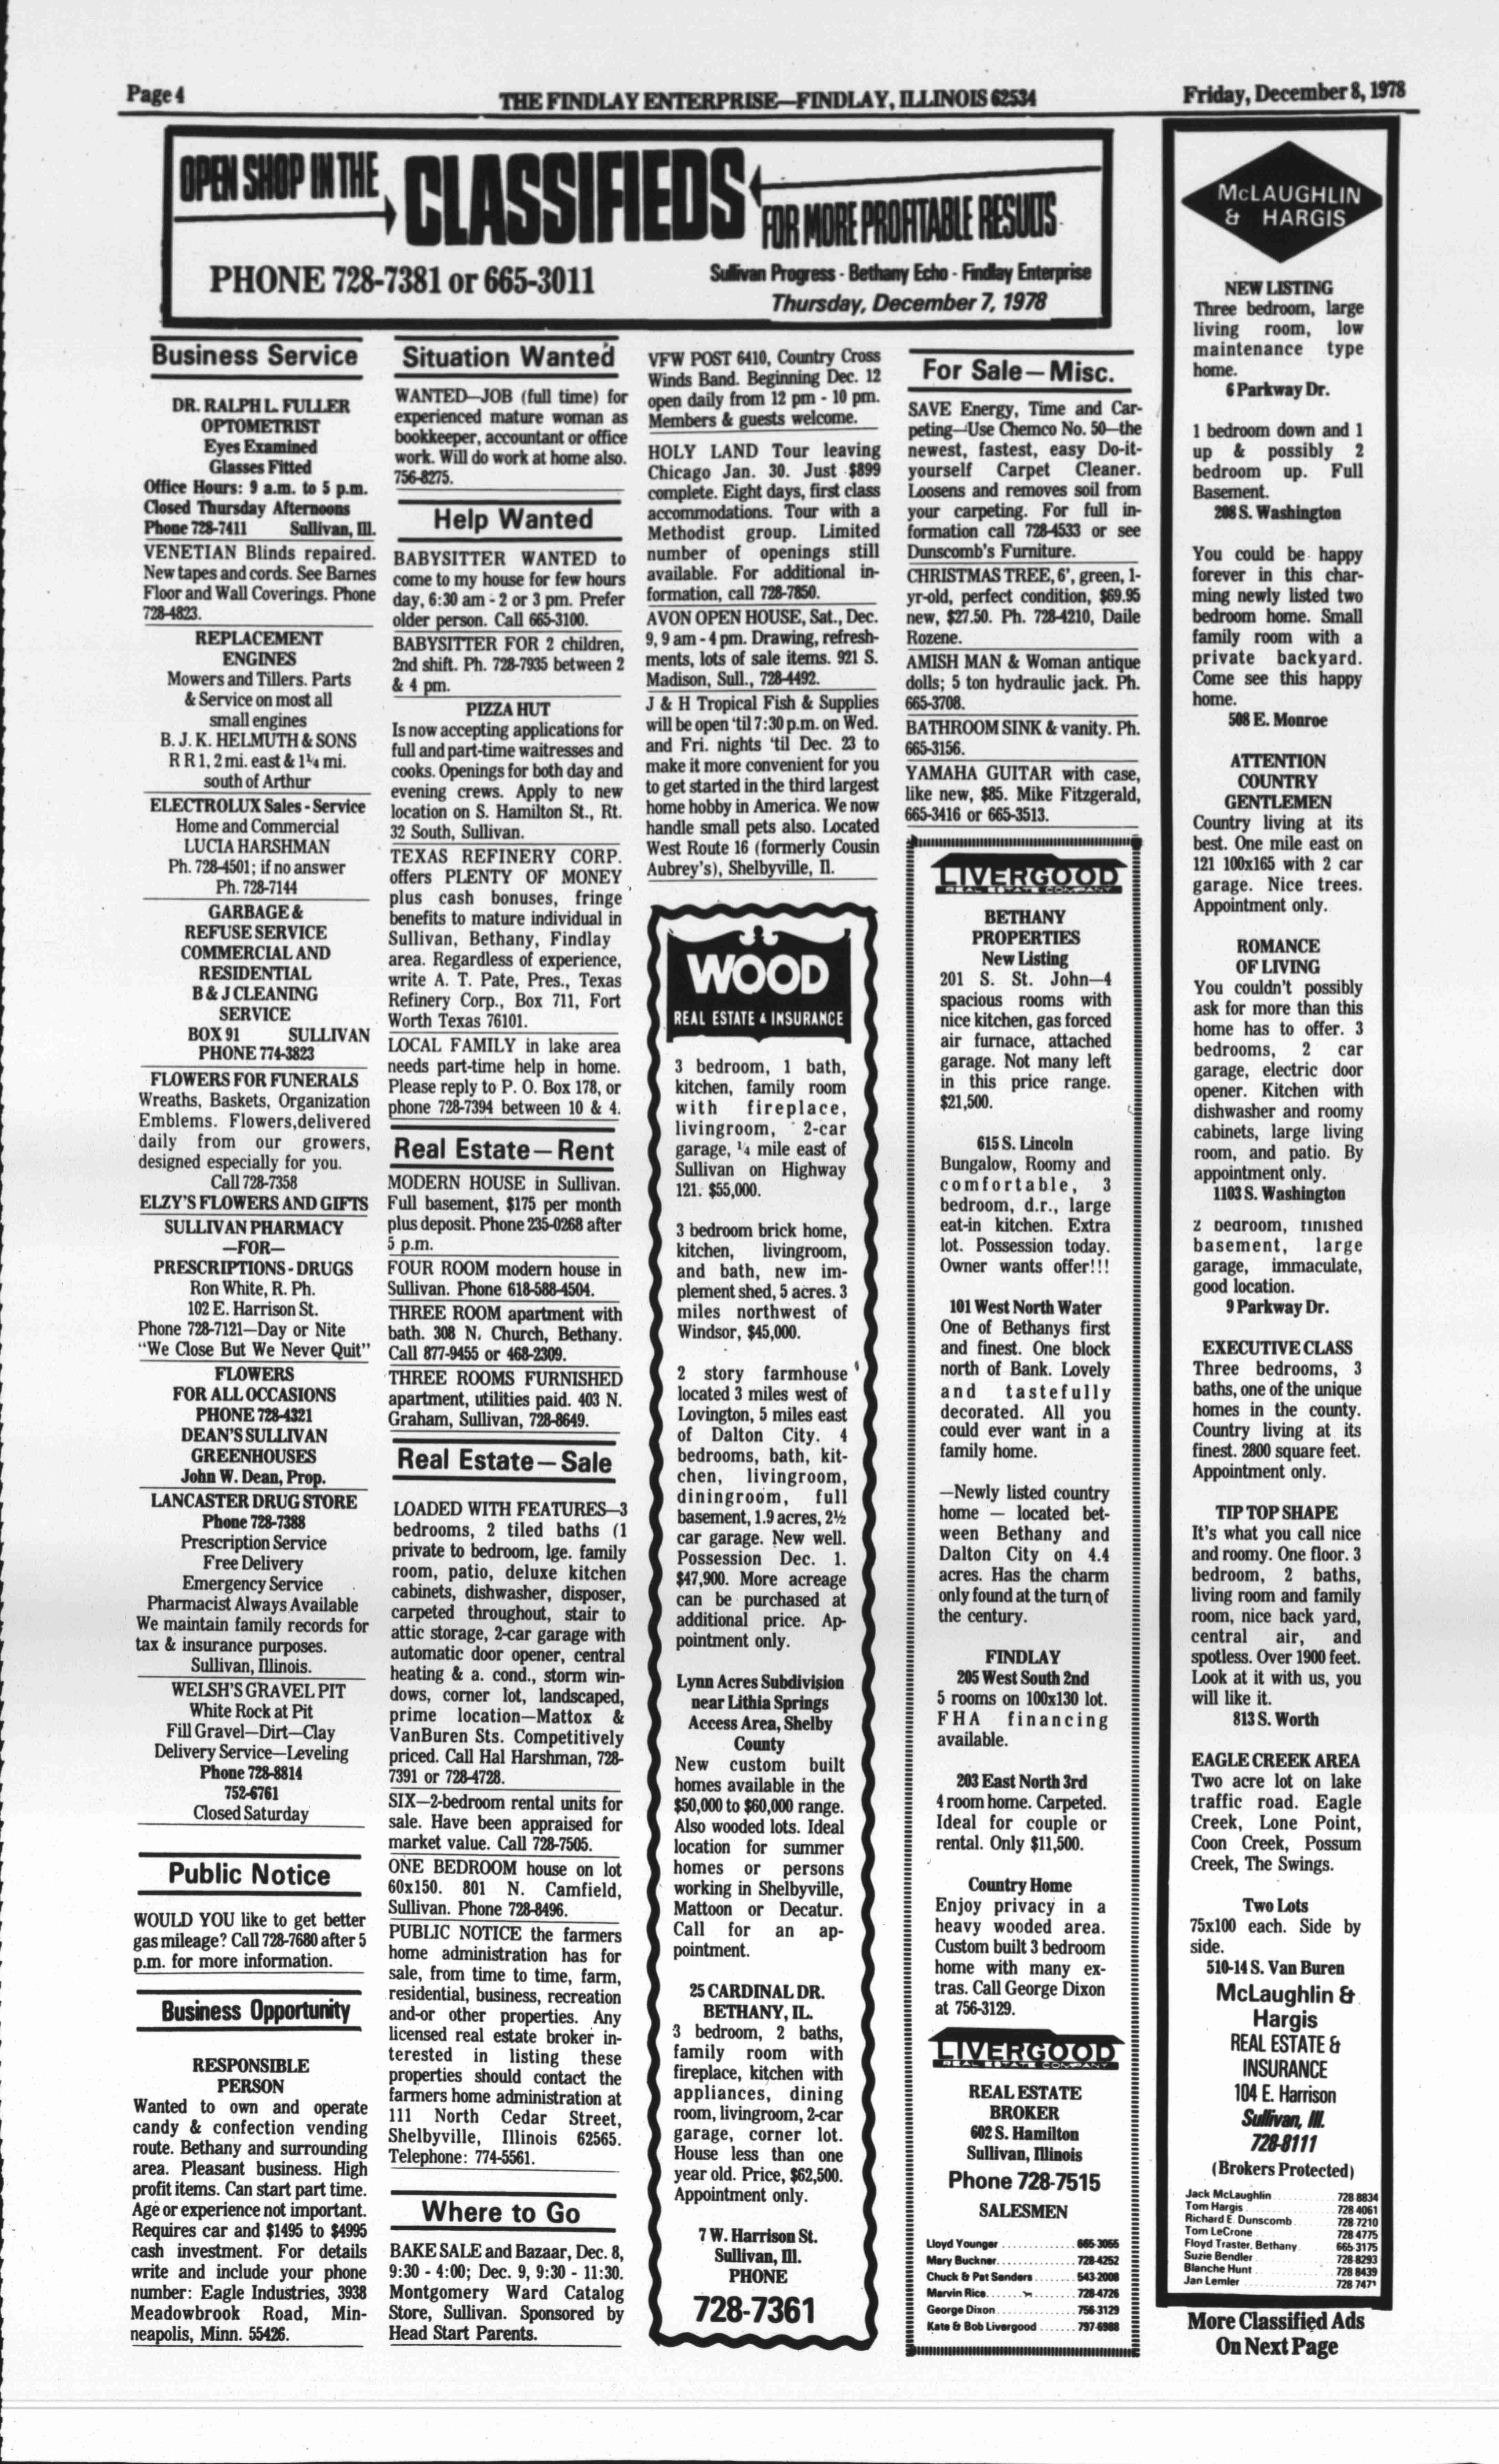 Page 4
THE FINDLAY ENTERPRISE—FINDLAY, ILLINOIS 62534
Friday, December 8, 1978
OPEN SHOP IN THE
CLASSIFIEDS
FOR MORE PROFITABLE RESULTS
PHONE 728-7381 or 665-3011
Sullivan Progress - Bethany Echo - Findlay Enterprise
Thursday, December 7, 1978
Business Service
DR. RALPH L. FULLER
OPTOMETRIST
Eyes Examined
Glasses Fitted
Office Hours: 9 a.m. to 5 p.m.
Closed Thursday Afternoons
Phone 728-7411 Sullivan, Ill.
VENETIAN Blinds repaired.
New tapes and cords. See Barnes
Floor and Wall Coverings. Phone
728-4823.
REPLACEMENT
ENGINES
Mowers and Tillers. Parts
& Service on most all
small engines
B. J. K. HELMUTH & SONS
R R 1, 2 mi. east & 1¼ mi.
south of Arthur
ELECTROLUX Sales - Service
Home and Commercial
LUCIA HARSHMAN
Ph. 728-4501; if no answer
Ph. 728-7144
GARBAGE &
REFUSE SERVICE
COMMERCIAL AND
RESIDENTIAL
B & J CLEANING
SERVICE
BOX 91 SULLIVAN
PHONE 774-3823
FLOWERS FOR FUNERALS
Wreaths, Baskets, Organization
Emblems. Flowers,delivered
daily from our growers,
designed especially for you.
Call 728-7358
ELZY'S FLOWERS AND GIFTS
SULLIVAN PHARMACY
—FOR—
PRESCRIPTIONS - DRUGS
Ron White, R. Ph.
102 E. Harrison St.
Phone 728-7121—Day or Nite
"We Close But We Never Quit"
FLOWERS
FOR ALL OCCASIONS
PHONE 728-4321
DEAN'S SULLIVAN
GREENHOUSES
John W. Dean, Prop.
LANCASTER DRUG STORE
Phone 728-7388
Prescription Service
Free Delivery
Emergency Service
Pharmacist Always Available
We maintain family records for
tax & insurance purposes.
Sullivan, Illinois.
WELSH'S GRAVEL PIT
White Rock at Pit
Fill Gravel—Dirt—Clay
Delivery Service—Leveling
Phone 728-8814
752-6761
Closed Saturday
Public Notice
WOULD YOU like to get better
gas mileage? Call 728-7680 after 5
p.m. for more information.
Business Opportunity
RESPONSIBLE
PERSON
Wanted to own and operate
candy & confection vending
route. Bethany and surrounding
area. Pleasant business. High
profit items. Can start part time.
Age or experience not important.
Requires car and $1495 to $4995
cash investment. For details
write and include your phone
number: Eagle Industries, 3938
Meadowbrook Road, Min-
neapolis, Minn. 55426.
Situation Wanted
WANTED—JOB (full time) for
experienced mature woman as
bookkeeper, accountant or office
work. Will do work at home also.
756-8275.
Help Wanted
BABYSITTER WANTED to
come to my house for few hours
day, 6:30 am - 2 or 3 pm. Prefer
older person. Call 665-3100.
BABYSITTER FOR 2 children,
2nd shift. Ph. 728-7935 between 2
& 4 pm.
PIZZA HUT
Is now accepting applications for
full and part-time waitresses and
cooks. Openings for both day and
evening crews. Apply to new
location on S. Hamilton St., Rt.
32 South, Sullivan.
TEXAS REFINERY CORP.
offers PLENTY OF MONEY
plus cash bonuses, fringe
benefits to mature individual in
Sullivan, Bethany, Findlay
area. Regardless of experience,
write A. T. Pate, Pres., Texas
Refinery Corp., Box 711, Fort
Worth Texas 76101.
LOCAL FAMILY in lake area
needs part-time help in home.
Please reply to P. O. Box 178, or
phone 728-7394 between 10 & 4.
Real Estate—Rent
MODERN HOUSE in Sullivan.
Full basement, $175 per month
plus deposit. Phone 235-0268 after
5 p.m.
FOUR ROOM modern house in
Sullivan. Phone 618-588-4504.
THREE ROOM apartment with
bath. 308 N. Church, Bethany.
Call 877-9455 or 468-2309.
THREE ROOMS FURNISHED
apartment, utilities paid. 403 N.
Graham, Sullivan, 728-8649.
Real Estate—Sale
LOADED WITH FEATURES—3
bedrooms, 2 tiled baths (1
private to bedroom, lge. family
room, patio, deluxe kitchen
cabinets, dishwasher, disposer,
carpeted throughout, stair to
attic storage, 2-car garage with
automatic door opener, central
heating & a. cond., storm win-
dows, corner lot, landscaped,
prime location—Mattox &
VanBuren Sts. Competitively
priced. Call Hal Harshman, 728-
7391 or 728-4728.
SIX—2-bedroom rental units for
sale. Have been appraised for
market value. Call 728-7505.
ONE BEDROOM house on lot
60x150. 801 N. Camfield,
Sullivan. Phone 728-8496.
PUBLIC NOTICE the farmers
home administration has for
sale, from time to time, farm,
residential, business, recreation
and-or other properties. Any
licensed real estate broker in-
terested in listing these
properties should contact the
farmers home administration at
111 North Cedar Street,
Shelbyville, Illinois 62565.
Telephone: 774-5561.
Where to Go
BAKE SALE and Bazaar, Dec. 8,
9:30 - 4:00; Dec. 9, 9:30 - 11:30.
Montgomery Ward Catalog
Store, Sullivan. Sponsored by
Head Start Parents.
VFW POST 6410, Country Cross
Winds Band. Beginning Dec. 12
open daily from 12 pm - 10 pm.
Members & guests welcome.
HOLY LAND Tour leaving
Chicago Jan. 30. Just $899
complete. Eight days, first class
accommodations. Tour with a
Methodist group. Limited
number of openings still
available. For additional in-
formation, call 728-7850.
AVON OPEN HOUSE, Sat., Dec.
9, 9 am - 4 pm. Drawing, refresh-
ments, lots of sale items. 921 S.
Madison, Sull., 728-4492.
J & H Tropical Fish & Supplies
will be open 'til 7:30 p.m. on Wed.
and Fri. nights 'til Dec. 23 to
make it more convenient for you
to get started in the third largest
home hobby in America. We now
handle small pets also. Located
West Route 16 (formerly Cousin
Aubrey's), Shelbyville, Il.
WOOD
REAL ESTATE & INSURANCE
3 bedroom, 1 bath,
kitchen, family room
with fireplace,
livingroom, 2-car
garage, ¼ mile east of
Sullivan on Highway
121. $55,000.
3 bedroom brick home,
kitchen, livingroom,
and bath, new im-
plement shed, 5 acres. 3
miles northwest of
Windsor, $45,000.
2 story farmhouse
located 3 miles west of
Lovington, 5 miles east
of Dalton City. 4
bedrooms, bath, kit-
chen, livingroom,
diningroom, full
basement, 1.9 acres, 2½
car garage. New well.
Possession Dec. 1.
$47,900. More acreage
can be purchased at
additional price. Ap-
pointment only.
Lynn Acres Subdivision
near Lithia Springs
Access Area, Shelby
County
New custom built
homes available in the
$50,000 to $60,000 range.
Also wooded lots. Ideal
location for summer
homes or persons
working in Shelbyville,
Mattoon or Decatur.
Call for an ap-
pointment.
25 CARDINAL DR.
BETHANY, IL.
3 bedroom, 2 baths,
family room with
fireplace, kitchen with
appliances, dining
room, livingroom, 2-car
garage, corner lot.
House less than one
year old. Price, $62,500.
Appointment only.
7 W. Harrison St.
Sullivan, Ill.
PHONE
728-7361
For Sale—Misc.
SAVE Energy, Time and Car-
peting—Use Chemco No. 50—the
newest, fastest, easy Do-it-
yourself Carpet Cleaner.
Loosens and removes soil from
your carpeting. For full in-
formation call 728-4533 or see
Dunscomb's Furniture.
CHRISTMAS TREE, 6', green, 1-
yr-old, perfect condition, $69.95
new, $27.50. Ph. 728-4210, Daile
Rozene.
AMISH MAN & Woman antique
dolls; 5 ton hydraulic jack. Ph.
665-3708.
BATHROOM SINK & vanity. Ph.
665-3156.
YAMAHA GUITAR with case,
like new, $85. Mike Fitzgerald,
665-3416 or 665-3513.
LIVERGOOD
REAL ESTATE COMPANY
BETHANY
PROPERTIES
New Listing
201 S. St. John—4
spacious rooms with
nice kitchen, gas forced
air furnace, attached
garage. Not many left
in this price range.
$21,500.
615 S. Lincoln
Bungalow, Roomy and
comfortable, 3
bedroom, d.r., large
eat-in kitchen. Extra
lot. Possession today.
Owner wants offer!!!
101 West North Water
One of Bethanys first
and finest. One block
north of Bank. Lovely
and tastefully
decorated. All you
could ever want in a
family home.
—Newly listed country
home — located bet-
ween Bethany and
Dalton City on 4.4
acres. Has the charm
only found at the turn of
the century.
FINDLAY
205 West South 2nd
5 rooms on 100x130 lot.
FHA financing
available.
203 East North 3rd
4 room home. Carpeted.
Ideal for couple or
rental. Only $11,500.
Country Home
Enjoy privacy in a
heavy wooded area.
Custom built 3 bedroom
home with many ex-
tras. Call George Dixon
at 756-3129.
LIVERGOOD
REAL ESTATE COMPANY
REAL ESTATE
BROKER
602 S. Hamilton
Sullivan, Illinois
Phone 728-7515
SALESMEN
Lloyd Younger 665-3055
Mary Buckner 728-4252
Chuck & Pat Sanders 543-2008
Marvin Rice 728-4726
George Dixon 756-3129
Kate & Bob Livergood 797-6988
McLAUGHLIN
& HARGIS
NEW LISTING
Three bedroom, large
living room, low
maintenance type
home.
6 Parkway Dr.
1 bedroom down and 1
up & possibly 2
bedroom up. Full
Basement.
208 S. Washington
You could be happy
forever in this char-
ming newly listed two
bedroom home. Small
family room with a
private backyard.
Come see this happy
home.
508 E. Monroe
ATTENTION
COUNTRY
GENTLEMEN
Country living at its
best. One mile east on
121 100x165 with 2 car
garage. Nice trees.
Appointment only.
ROMANCE
OF LIVING
You couldn't possibly
ask for more than this
home has to offer. 3
bedrooms, 2 car
garage, electric door
opener. Kitchen with
dishwasher and roomy
cabinets, large living
room, and patio. By
appointment only.
1103 S. Washington
2 bedroom, finished
basement, large
garage, immaculate,
good location.
9 Parkway Dr.
EXECUTIVE CLASS
Three bedrooms, 3
baths, one of the unique
homes in the county.
Country living at its
finest. 2800 square feet.
Appointment only.
TIP TOP SHAPE
It's what you call nice
and roomy. One floor. 3
bedroom, 2 baths,
living room and family
room, nice back yard,
central air, and
spotless. Over 1900 feet.
Look at it with us, you
will like it.
813 S. Worth
EAGLE CREEK AREA
Two acre lot on lake
traffic road. Eagle
Creek, Lone Point,
Coon Creek, Possum
Creek, The Swings.
Two Lots
75x100 each. Side by
side.
510-14 S. Van Buren
McLaughlin &
Hargis
REAL ESTATE &
INSURANCE
104 E. Harrison
Sullivan, Ill.
728-8111
(Brokers Protected)
Jack McLaughlin 728 8834
Tom Hargis 728 4061
Richard E. Dunscomb 728 7210
Tom LeCrone 728 4775
Floyd Traster, Bethany 665 3175
Suzie Bendler 728 8293
Blanche Hunt 728 8439
Jan Lemler 728 7471
More Classified Ads
On Next Page